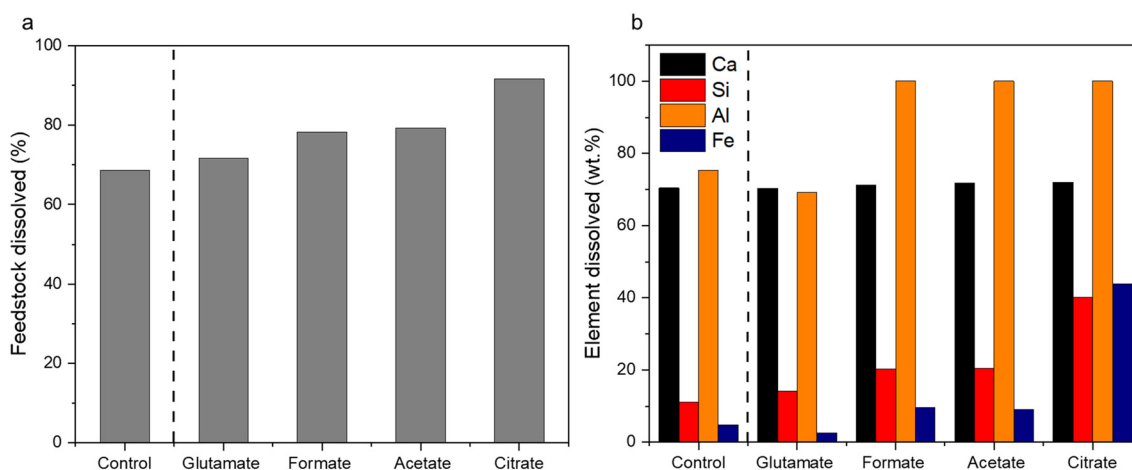 a
Feedstock dissolved (%)
100
80
60
40
20
0
Control Glutamate Formate Acetate Citrate
b
Element dissolved (wt.%)
100
80
60
40
20
0
Ca
Si
Al
Fe
Control Glutamate Formate Acetate Citrate